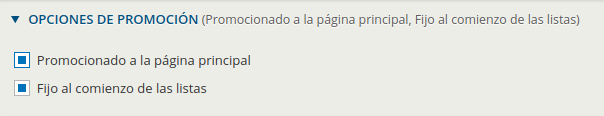 OPCIONES DE PROMOCIÓN (Promocionado a la página principal, Fijo al comienzo de las listas)
Promocionado a la página principal
Fijo al comienzo de las listas